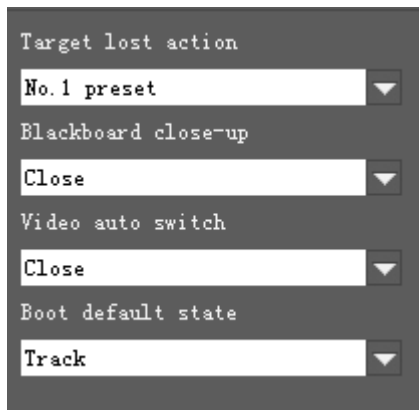 Target lost action
No.1 preset
Blackboard close-up
Close
Video auto switch
Close
Boot default state
Track